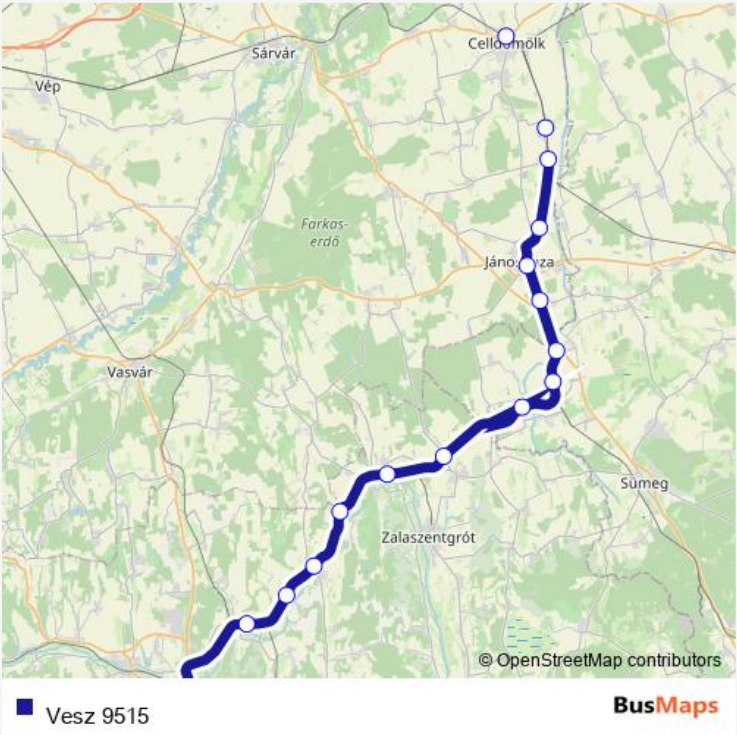 Celldömölk
Sárvár
Vép
Farkas-
erdő
Vasvár
Sümeg
Zalaszentgrót
© OpenStreetMap contributors
Vesz 9515
BusMaps